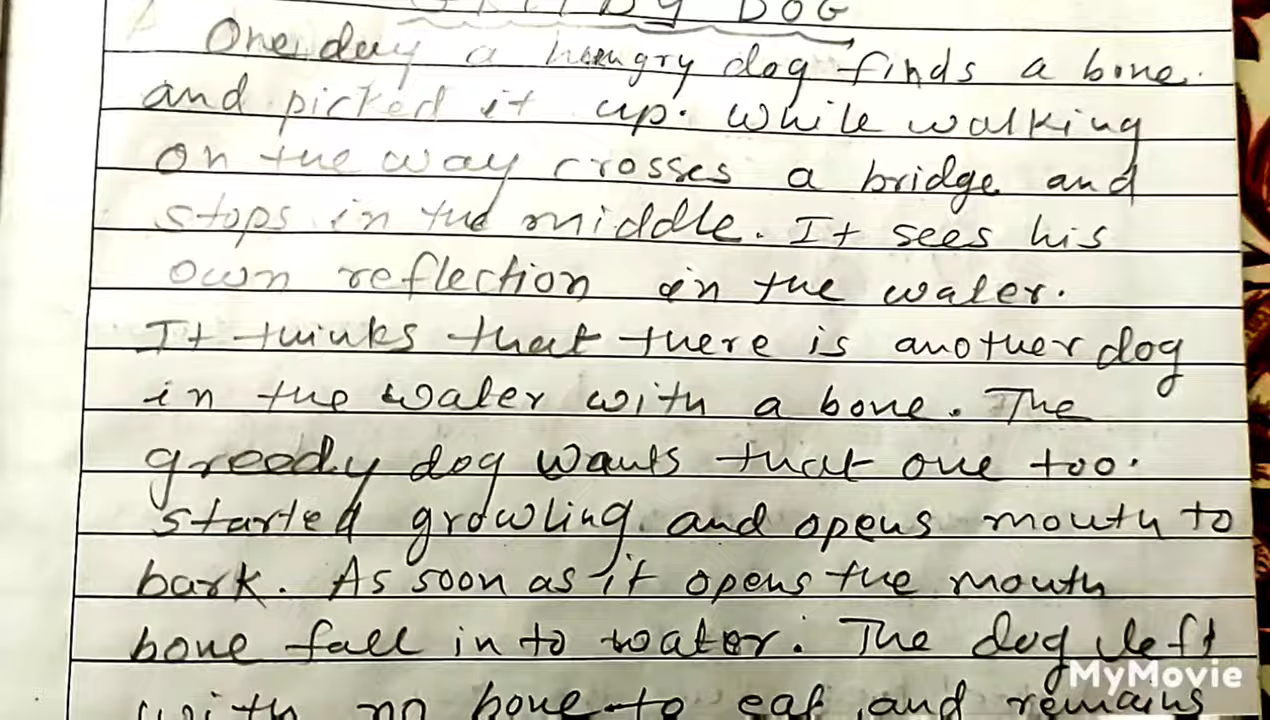 GREEDY DOG
One day a hungry dog finds a bone.
and picked it up. While walking
on the way crosses a bridge and
stops in the middle. It sees his
own reflection in the water.
It thinks that there is another dog
in the water with a bone. The
greedy dog wants that one too.
started growling and opens mouth to
bark. As soon as it opens the mouth
bone fall in to water. The dog left
MyMovie
with no bone to eat and remains